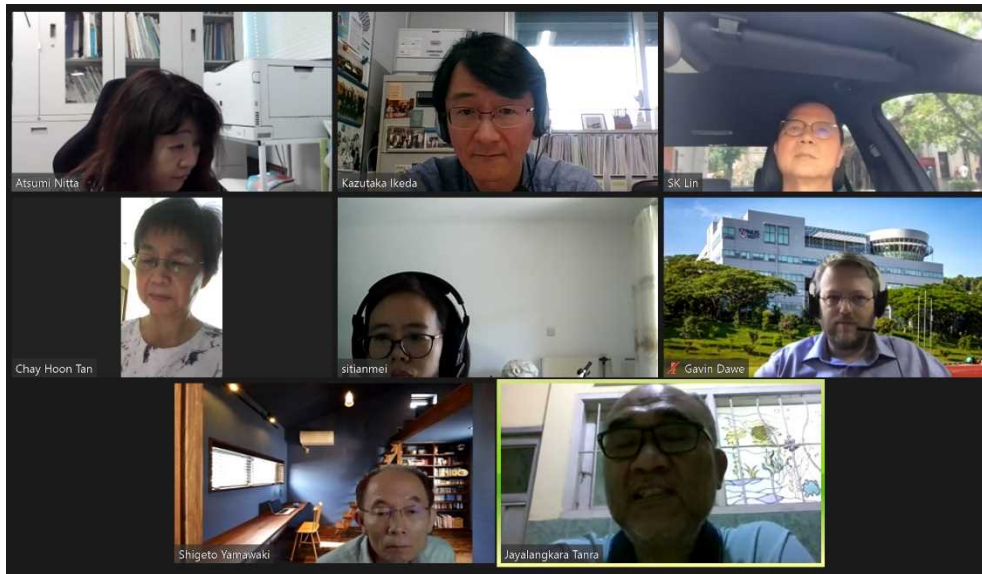 Atsumi Nitta
Kazutaka Ikeda
SK Lin
Chay Hoon Tan
sitianmei
Gavin Dawe
Shigeto Yamawaki
Jayalangkara Tanra